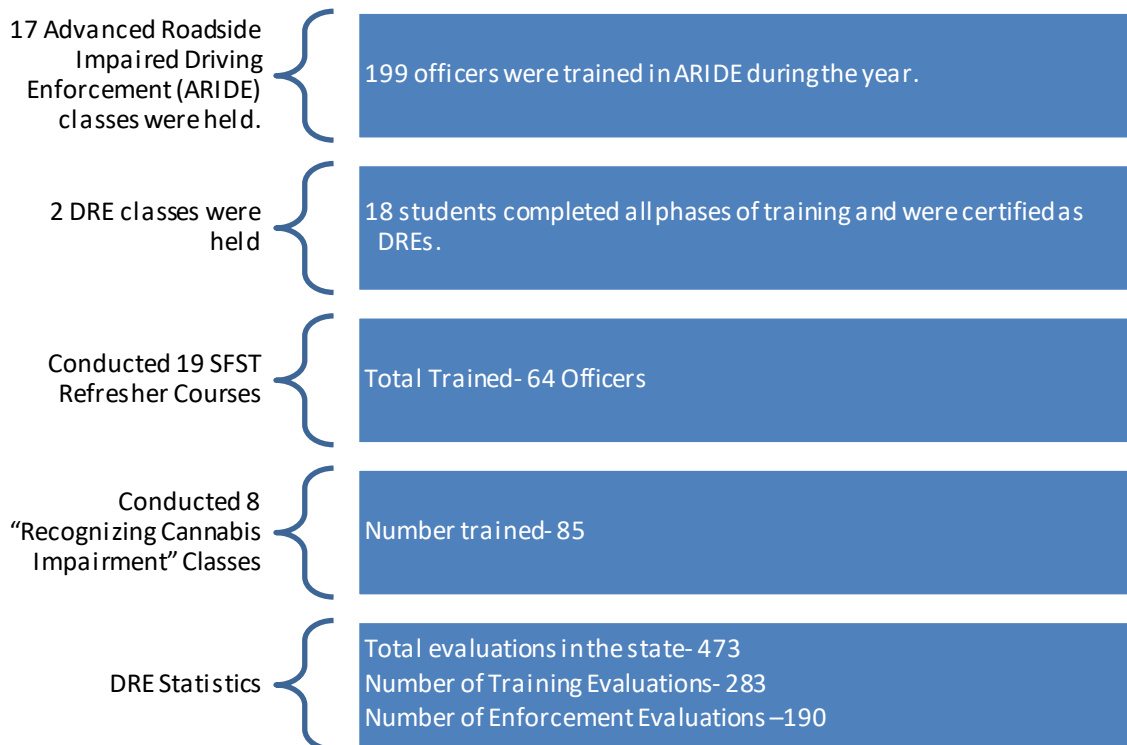 17 Advanced Roadside
Impaired Driving
Enforcement (ARIDE)
classes were held.
199 officers were trained in ARIDE during the year.
2 DRE classes were
held
18 students completed all phases of training and were certified as
DREs.
Conducted 19 SFST
Refresher Courses
Total Trained- 64 Officers
Conducted 8
“Recognizing Cannabis
Impairment” Classes
Number trained- 85
DRE Statistics
Total evaluations in the state- 473
Number of Training Evaluations- 283
Number of Enforcement Evaluations –190